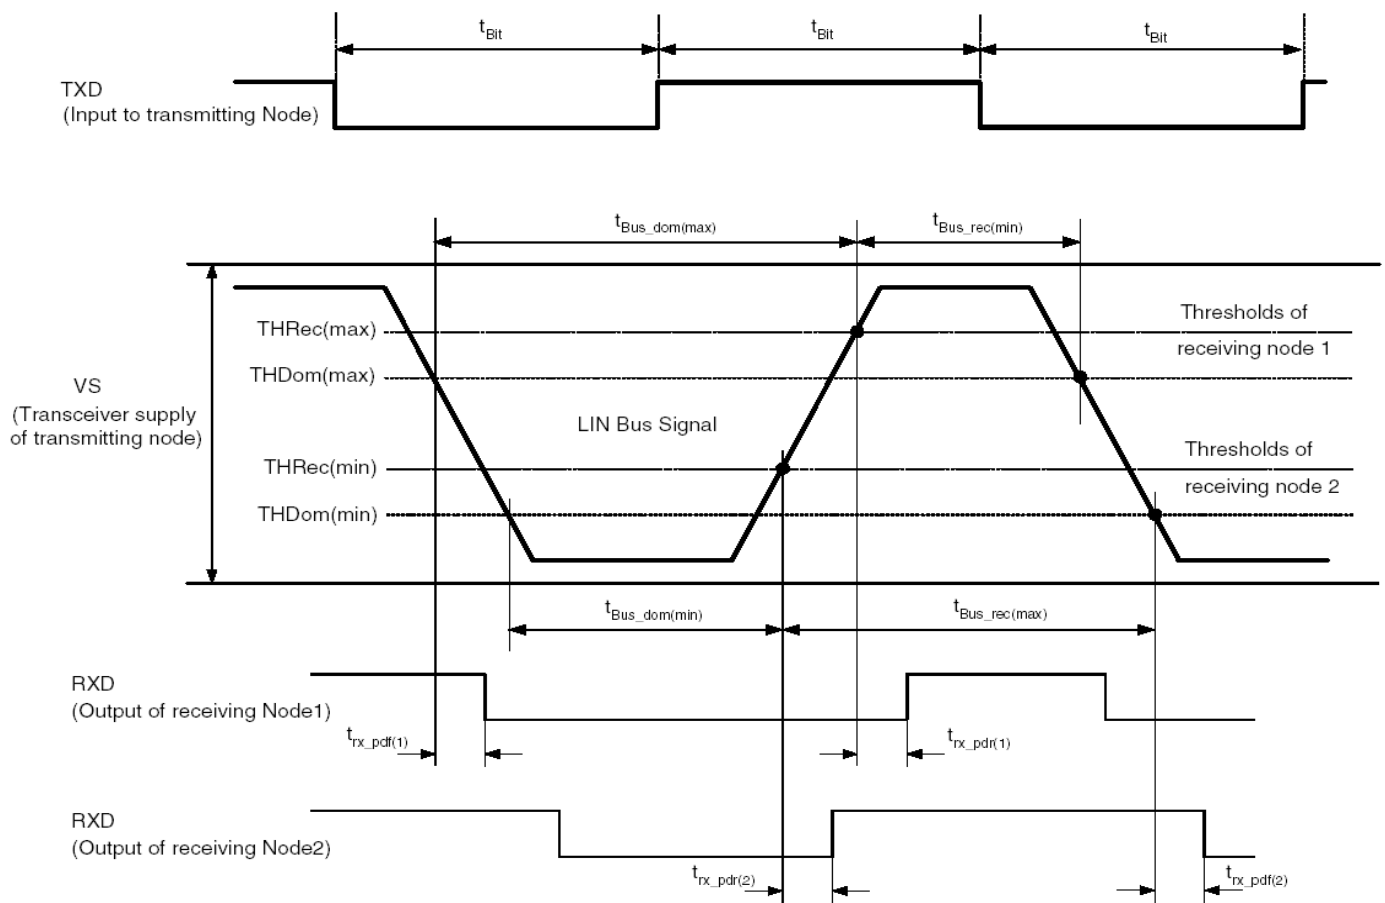 tBit tBit tBit
TXD
(Input to transmitting Node)
tBus_dom(max) tBus_rec(min)
THRec(max)
THDom(max)
THRec(min)
THDom(min)
Thresholds of
receiving node 1
VS
(Transceiver supply
of transmitting node)
LIN Bus Signal
Thresholds of
receiving node 2
tBus_dom(min) tBus_rec(max)
RXD
(Output of receiving Node1)
trx_pdf(1) trx_pdr(1)
RXD
(Output of receiving Node2)
trx_pdr(2) trx_pdf(2)